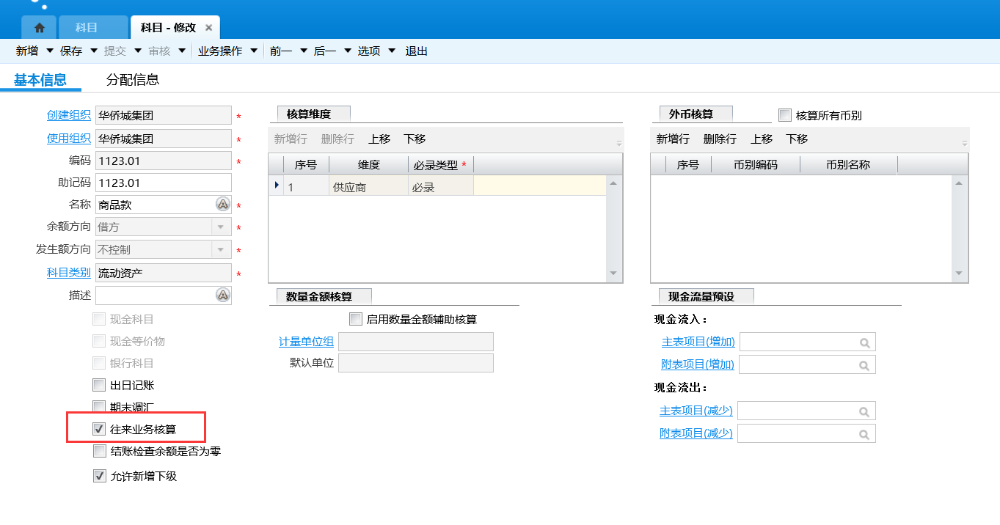 科目
科目 - 修改
新增 保存 提交 审核 业务操作 前一 后一 选项 退出
基本信息 分配信息
创建组织 华侨城集团 *
使用组织 华侨城集团 *
编码 1123.01 *
助记码 1123.01
名称 商品款 *
余额方向 借方 *
发生额方向 不控制 *
科目类别 流动资产 *
描述
现金科目
现金等价物
银行科目
出日记账
期末调汇
往来业务核算
结账检查余额是否为零
允许新增下级
核算维度
新增行 删除行 上移 下移
序号 维度 必录类型 *
1 供应商 必录
数量金额核算
启用数量金额辅助核算
计量单位组
默认单位
外币核算 核算所有币别
新增行 删除行 上移 下移
序号 币别编码 币别名称
现金流量预设
现金流入：
主表项目(增加)
附表项目(增加)
现金流出：
主表项目(减少)
附表项目(减少)